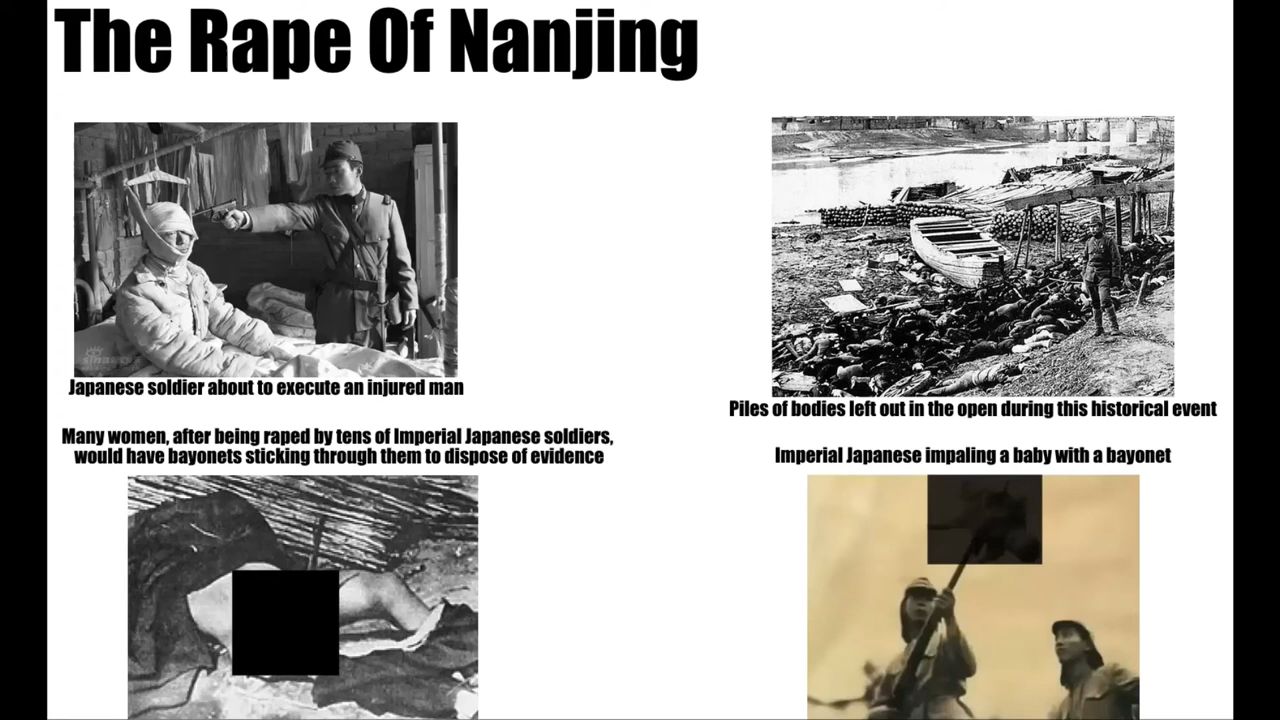 The Rape Of Nanjing
Japanese soldier about to execute an injured man
Piles of bodies left out in the open during this historical event
Many women, after being raped by tens of Imperial Japanese soldiers,
would have bayonets sticking through them to dispose of evidence
Imperial Japanese impaling a baby with a bayonet